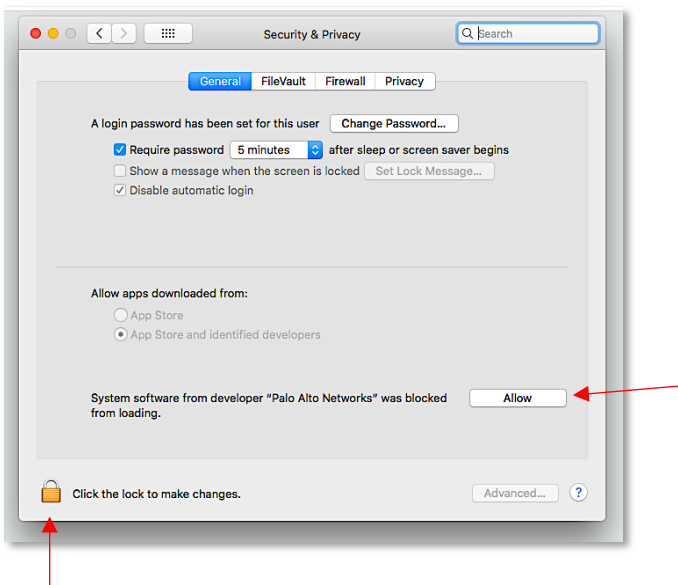 Security & Privacy
Search
General FileVault Firewall Privacy
A login password has been set for this user Change Password...
Require password 5 minutes after sleep or screen saver begins
Show a message when the screen is locked Set Lock Message...
Disable automatic login
Allow apps downloaded from:
App Store
App Store and identified developers
System software from developer "Palo Alto Networks" was blocked
from loading.
Allow
Click the lock to make changes.
Advanced... ?